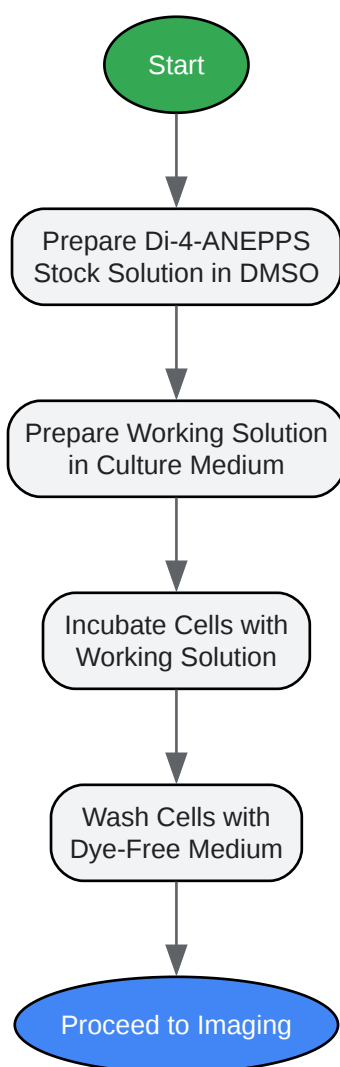 Start
Prepare Di-4-ANEPPS
Stock Solution in DMSO
Prepare Working Solution
in Culture Medium
Incubate Cells with
Working Solution
Wash Cells with
Dye-Free Medium
Proceed to Imaging